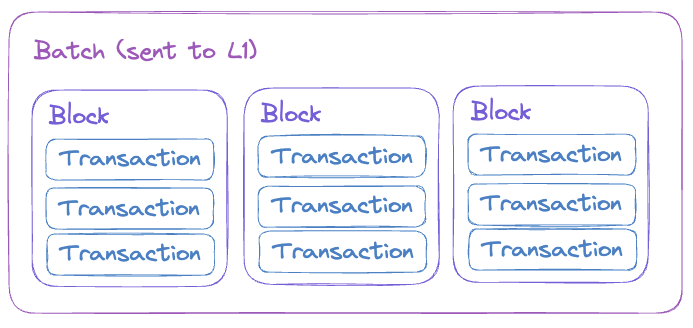 Batch (sent to L1)
Block
Transaction
Transaction
Transaction
Block
Transaction
Transaction
Transaction
Block
Transaction
Transaction
Transaction